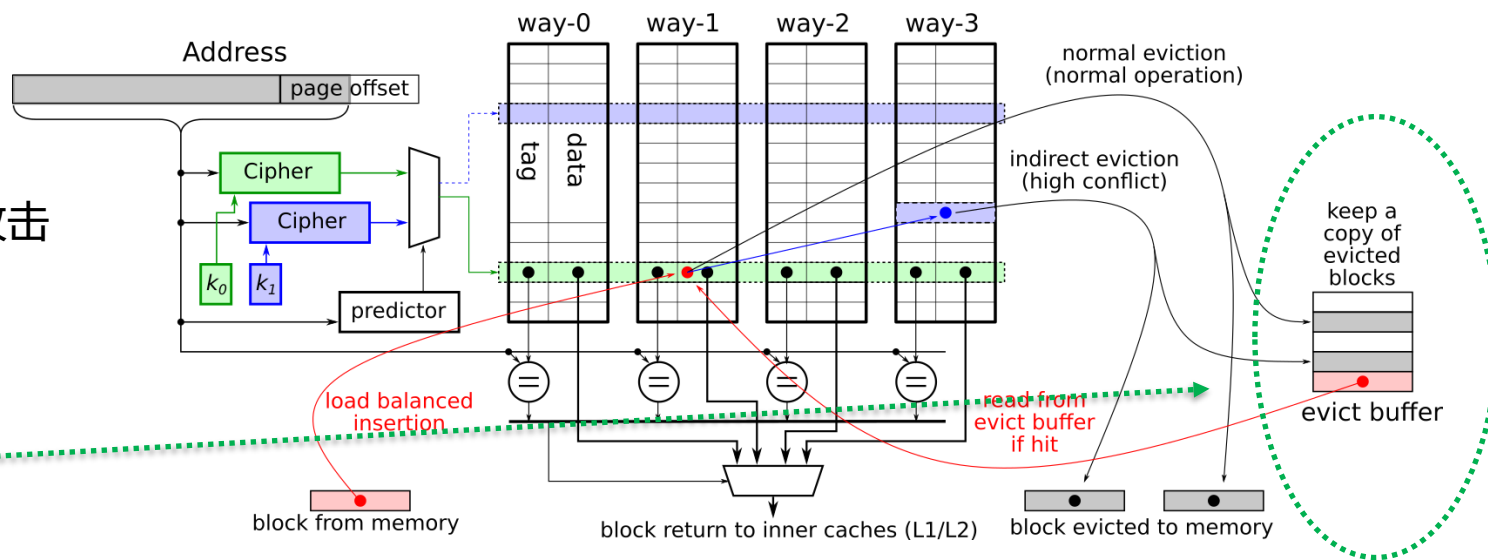 way-0
way-1
way-2
way-3
Address
page offset
normal eviction
(normal operation)
tag
data
Cipher
Cipher
indirect eviction
(high conflict)
击
keep a
copy of
evicted
blocks
k0
k1
predictor
=
=
=
=
load balanced
insertion
read from
evict buffer
if hit
evict buffer
block from memory
block return to inner caches (L1/L2)
block evicted to memory